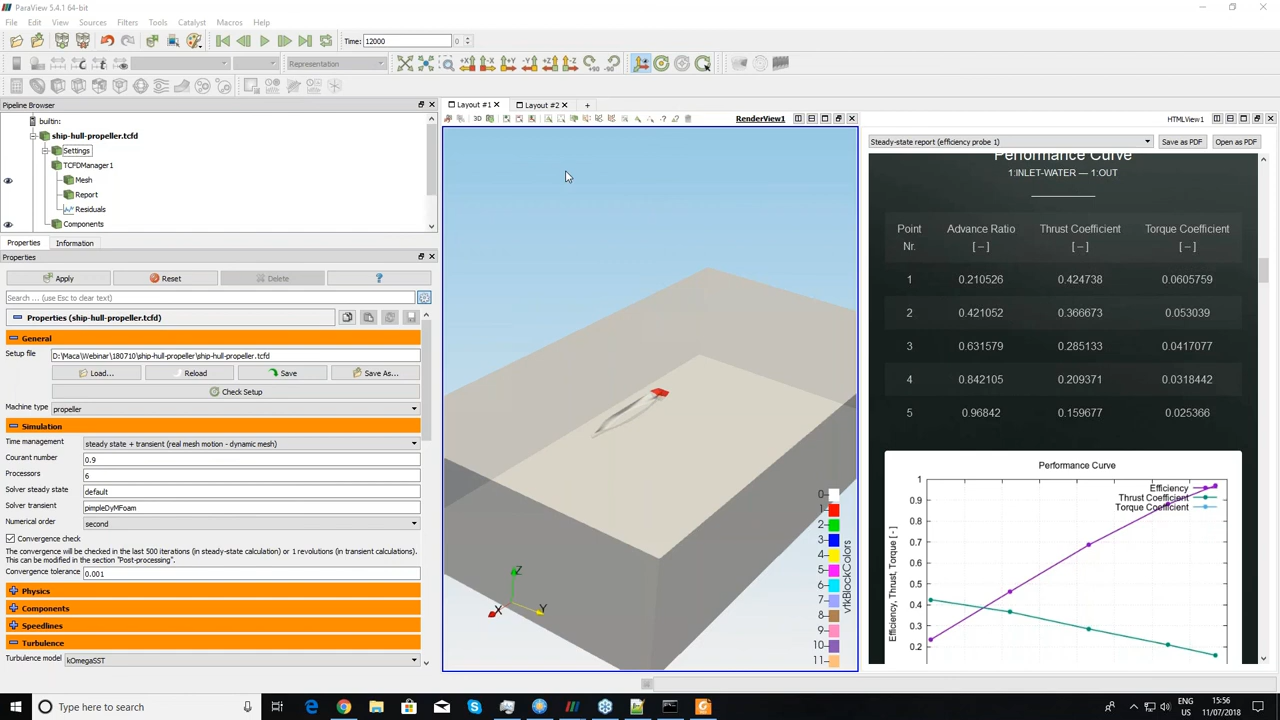 ParaView 5.4.1 64-bit
File Edit View Sources Filters Tools Catalyst Macros Help
Time: 12000 0
Representation
+X -X +Y -Y +Z -Z +90 -90
Pipeline Browser
builtin:
ship-hull-propeller.tcfd
Settings
TCFDManager1
Mesh
Report
Residuals
Components
Properties Information
Properties
Apply Reset Delete ?
Search ... (use Esc to clear text)
Properties (ship-hull-propeller.tcfd)
General
Setup file D:\Maca\Webinar\180710\ship-hull-propeller\ship-hull-propeller.tcfd
Load... Reload Save Save As...
Check Setup
Machine type propeller
Simulation
Time management steady state + transient (real mesh motion - dynamic mesh)
Courant number 0.9
Processors 6
Solver steady state default
Solver transient pimpleDyMFoam
Numerical order second
Convergence check
The convergence will be checked in the last 500 iterations (in steady-state calculation) or 1 revolutions (in transient calculations).
This can be modified in the section "Post-processing".
Convergence tolerance 0.001
Physics
Components
Speedlines
Turbulence
Turbulence model kOmegaSST
Layout #1 Layout #2 +
3D RenderView1
0
1
2
3
4
5
6
7
8
9
10
11
vtkBlockColors
Z
X Y
HTMLView1
Steady-state report (efficiency probe 1) Save as PDF Open as PDF
Performance Curve
1:INLET-WATER — 1:OUT
Point Advance Ratio Thrust Coefficient Torque Coefficient
Nr. [ – ] [ – ] [ – ]
1 0.210526 0.424738 0.0605759
2 0.421052 0.366673 0.053039
3 0.631579 0.285133 0.0417077
4 0.842105 0.209371 0.0318442
5 0.96842 0.159677 0.025366
Performance Curve
Efficiency
Thrust Coefficient
Torque Coefficient
1
0.9
0.8
0.7
0.6
0.5
0.4
0.3
0.2
Efficiency, Thrust, Torque [ - ]
Type here to search
ENG 15:56
US 11/07/2018